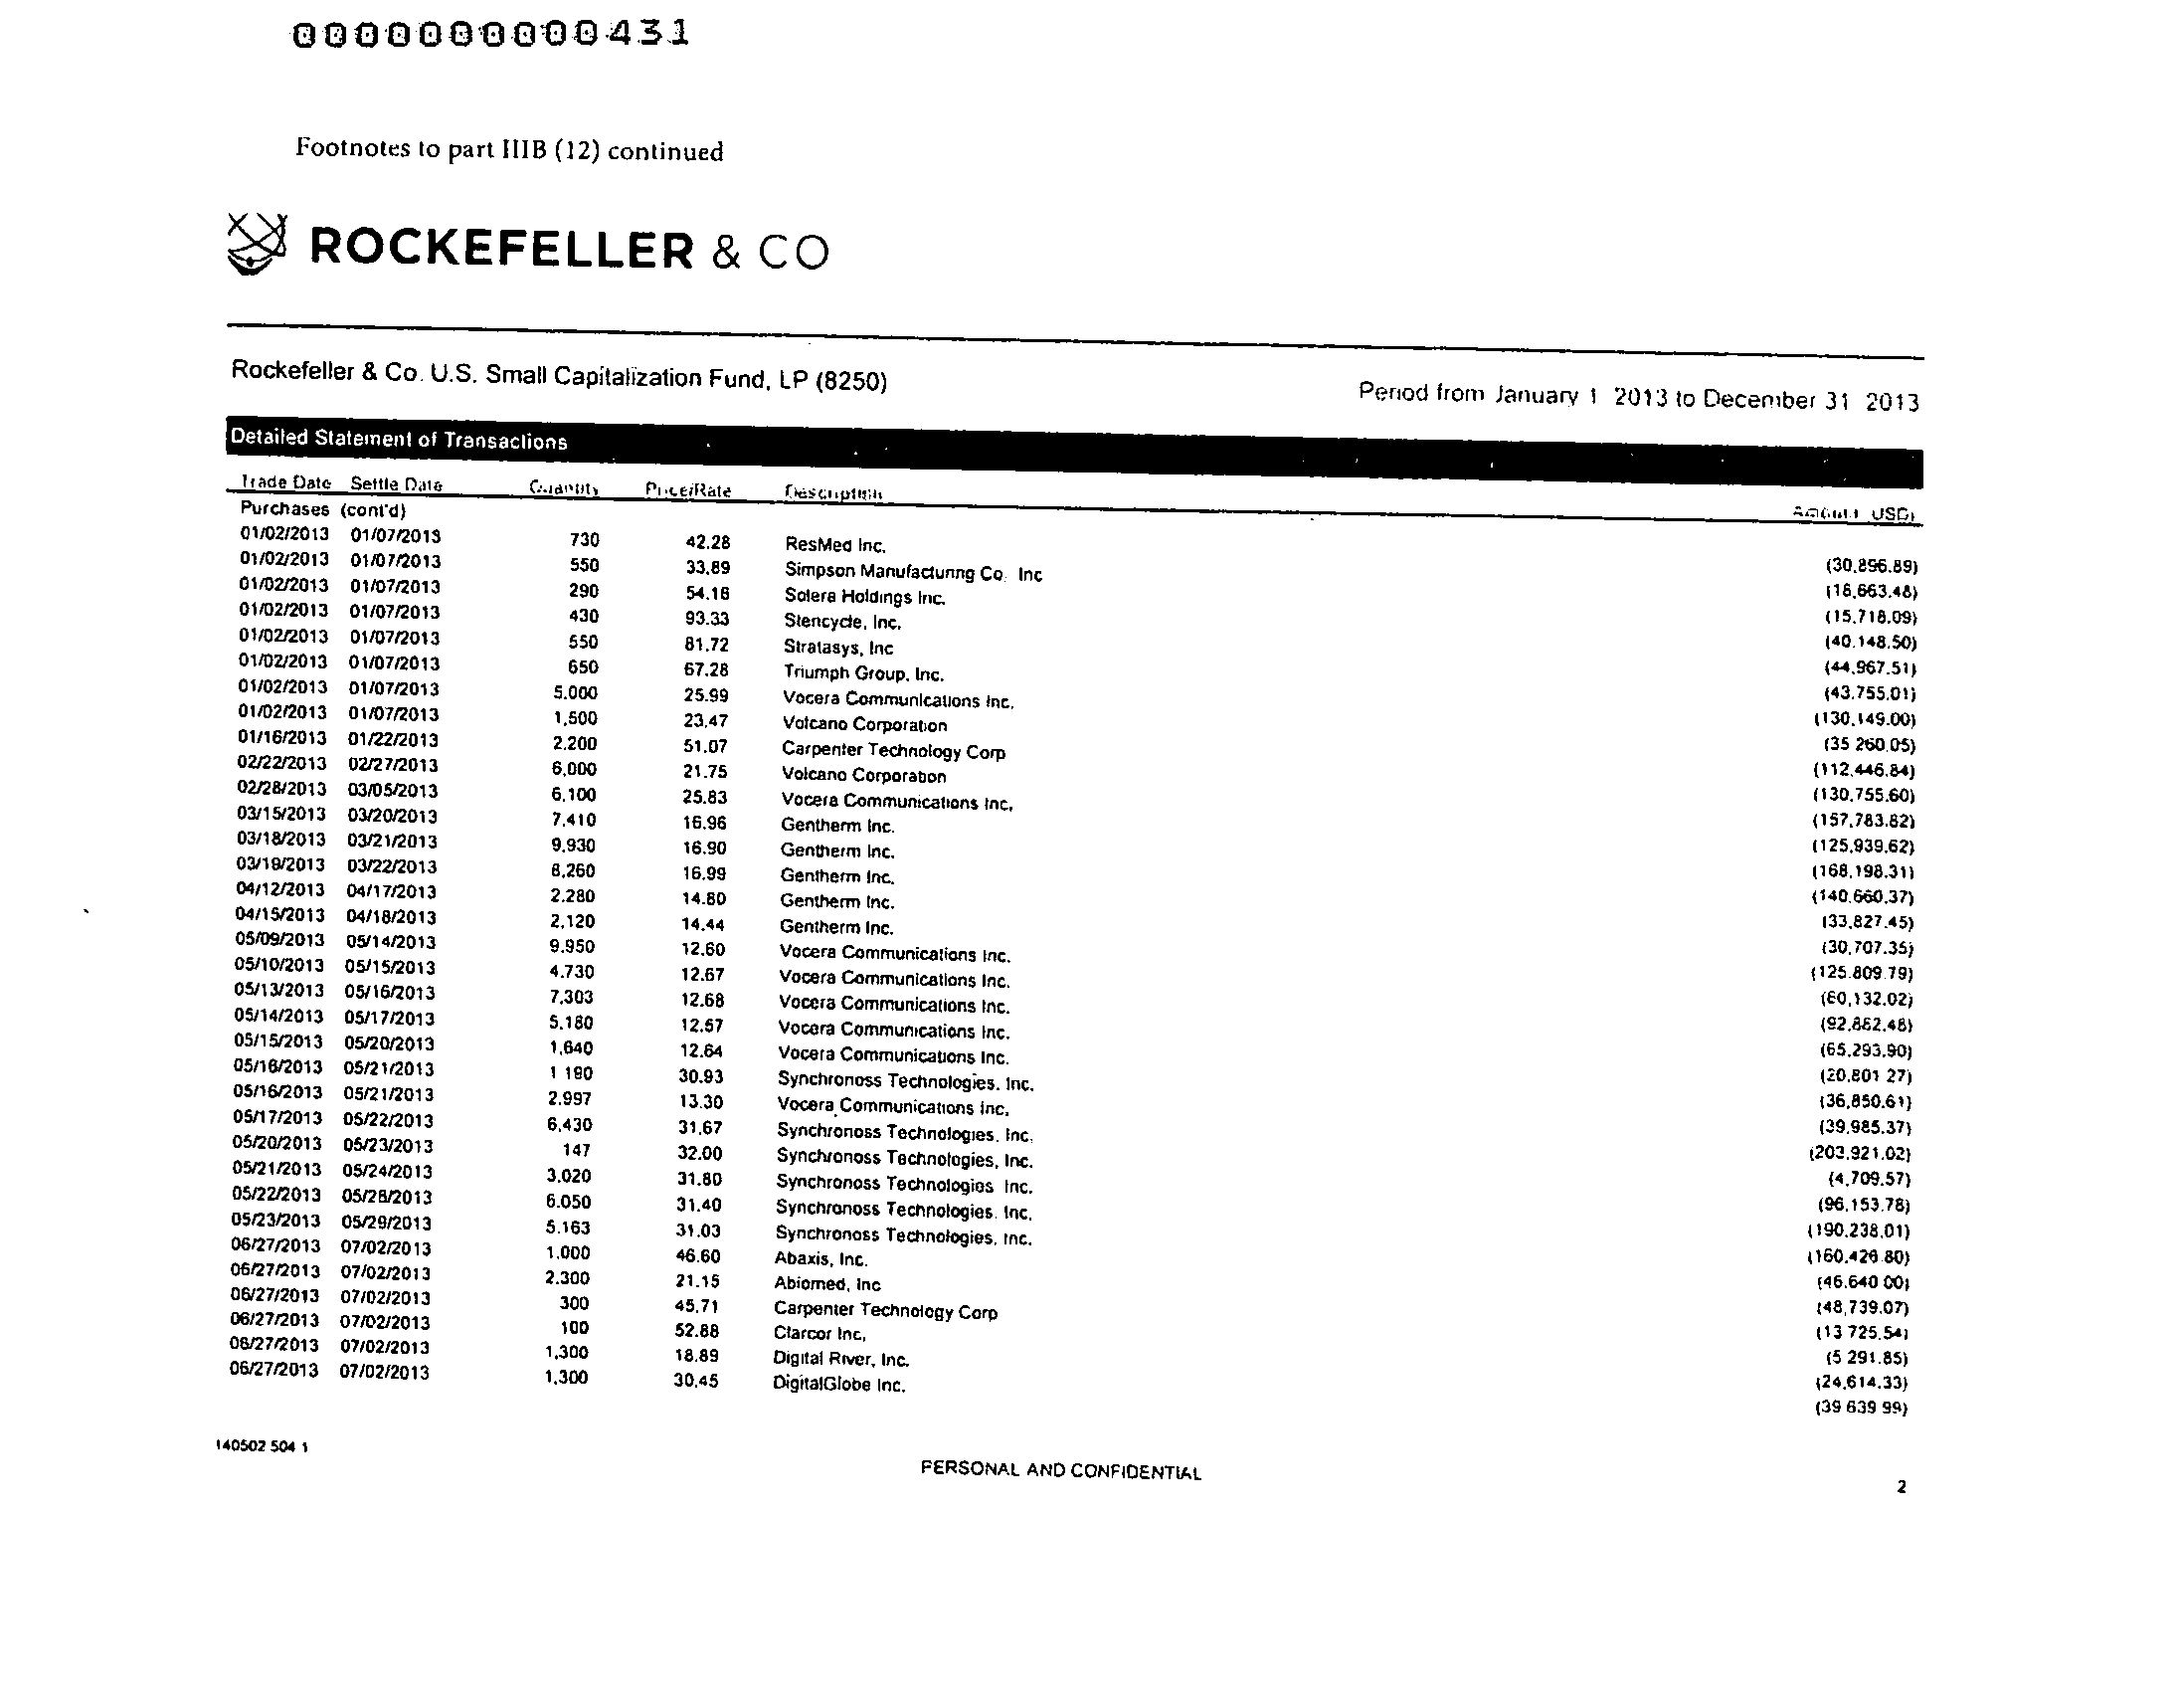 0000000000431
Footnotes to part IIIB (12) continued
ROCKEFELLER & CO
Rockefeller & Co. U.S. Small Capitalization Fund, LP (8250)
Period from January 1 2013 to December 31 2013
Detailed Statement of Transactions
Trade Date Settle Date Quantity Price/Rate Description Amount USD)
Purchases (cont'd)
01/02/2013 01/07/2013 730 42.28 ResMed Inc. (30,896.89)
01/02/2013 01/07/2013 550 33.89 Simpson Manufacturing Co. Inc (18,663.48)
01/02/2013 01/07/2013 290 54.18 Solera Holdings Inc. (15,718.09)
01/02/2013 01/07/2013 430 93.33 Stencycle, Inc. (40,148.50)
01/02/2013 01/07/2013 550 81.72 Stratasys, Inc (44,967.51)
01/02/2013 01/07/2013 650 67.28 Triumph Group, Inc. (43,755.01)
01/02/2013 01/07/2013 5,000 25.99 Vocera Communications Inc. (130,149.00)
01/02/2013 01/07/2013 1,500 23.47 Volcano Corporation (35 260.05)
01/16/2013 01/22/2013 2,200 51.07 Carpenter Technology Corp (112,446.84)
02/22/2013 02/27/2013 6,000 21.75 Volcano Corporation (130,755.60)
02/28/2013 03/05/2013 6,100 25.83 Vocera Communications Inc. (157,783.82)
03/15/2013 03/20/2013 7,410 16.96 Gentherm Inc. (125,939.62)
03/18/2013 03/21/2013 9,930 16.90 Gentherm Inc. (168,198.31)
03/19/2013 03/22/2013 8,260 16.99 Gentherm Inc. (140,660.37)
04/12/2013 04/17/2013 2,280 14.80 Gentherm Inc. (33,827.45)
04/15/2013 04/18/2013 2,120 14.44 Gentherm Inc. (30,707.35)
05/09/2013 05/14/2013 9,950 12.60 Vocera Communications Inc. (125,809.79)
05/10/2013 05/15/2013 4,730 12.67 Vocera Communications Inc. (60,132.02)
05/13/2013 05/16/2013 7,303 12.68 Vocera Communications Inc. (92,882.48)
05/14/2013 05/17/2013 5,180 12.57 Vocera Communications Inc. (65,293.90)
05/15/2013 05/20/2013 1,640 12.64 Vocera Communications Inc. (20,801 27)
05/16/2013 05/21/2013 1 190 30.93 Synchronoss Technologies, Inc. (36,850.61)
05/16/2013 05/21/2013 2,997 13.30 Vocera Communications Inc. (39,985.37)
05/17/2013 05/22/2013 6,430 31.67 Synchronoss Technologies, Inc. (203,921.02)
05/20/2013 05/23/2013 147 32.00 Synchronoss Technologies, Inc. (4,709.57)
05/21/2013 05/24/2013 3,020 31.80 Synchronoss Technologies Inc. (96,153.78)
05/22/2013 05/28/2013 6,050 31.40 Synchronoss Technologies, Inc. (190,238.01)
05/23/2013 05/29/2013 5,163 31.03 Synchronoss Technologies, Inc. (160,426.80)
06/27/2013 07/02/2013 1,000 46.60 Abaxis, Inc. (46,640 00)
06/27/2013 07/02/2013 2,300 21.15 Abiomed, Inc (48,739.07)
06/27/2013 07/02/2013 300 45.71 Carpenter Technology Corp (13 725.54)
06/27/2013 07/02/2013 100 52.88 Clarcor Inc. (5 291.85)
06/27/2013 07/02/2013 1,300 18.89 Digital River, Inc. (24,614.33)
06/27/2013 07/02/2013 1,300 30.45 DigitalGlobe Inc. (39 639 99)
140502 504 1
PERSONAL AND CONFIDENTIAL
2